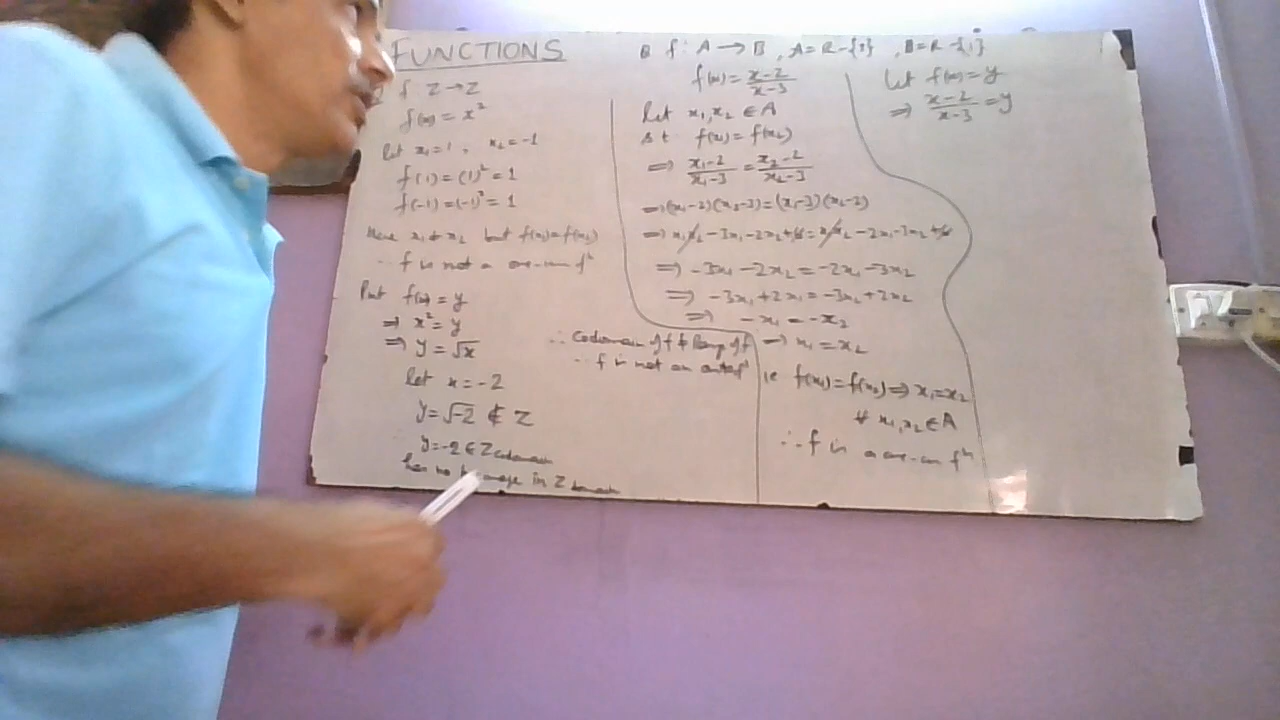 FUNCTIONS
f Z→Z
f(x) = x²
let x₁=1, x₂=-1
f(1) = (1)² = 1
f(-1) = (-1)² = 1
Here x₁≠x₂ but f(x₁)=f(x₂)
∴ f is not a one-one fⁿ
Put f(x) = y
⇒ x² = y
⇒ y = √x
let x = -2
y = √-2 ∉ Z
y = -2 ∈ Z codomain
has no image in Z domain
∴ codomain of f ≠ Range of f
∴ f is not an onto fⁿ
Q f: A→B, A=R-{3}, B=R-{1}
f(x) = x-2/x-3
Let x₁,x₂ ∈ A
s t f(x₁) = f(x₂)
⇒ x₁-2/x₁-3 = x₂-2/x₂-3
⇒ (x₁-2)(x₂-3) = (x₁-3)(x₂-2)
⇒ x₁x₂-3x₁-2x₂+6 = x₁x₂-2x₁-3x₂+6
⇒ -3x₁-2x₂ = -2x₁-3x₂
⇒ -3x₁+2x₁ = -3x₂+2x₂
⇒ -x₁ = -x₂
⇒ x₁ = x₂
ie f(x₁) = f(x₂) ⇒ x₁=x₂
∀ x₁,x₂ ∈ A
∴ f is a one-one fⁿ
Let f(x) = y
⇒ x-2/x-3 = y